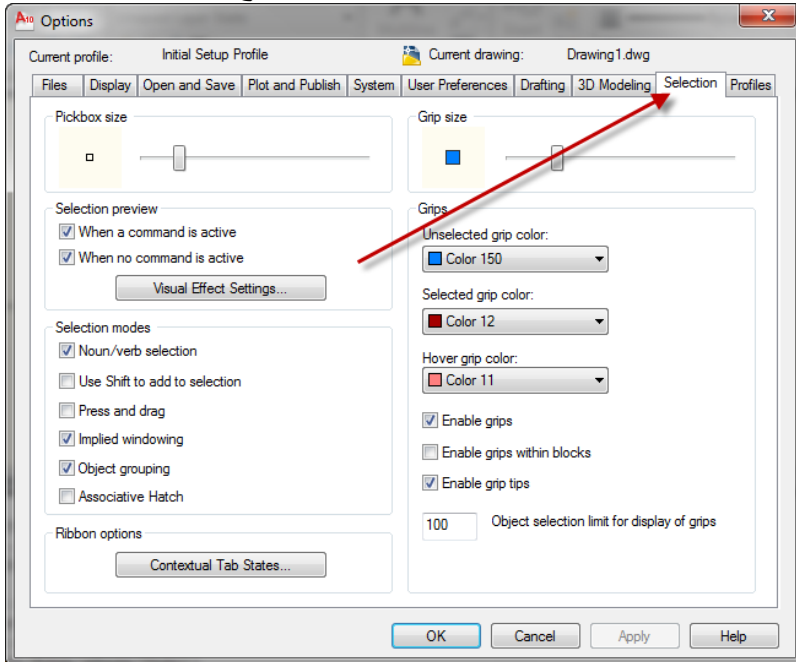 A10 Options
Current profile: Initial Setup Profile Current drawing: Drawing1.dwg
Files Display Open and Save Plot and Publish System User Preferences Drafting 3D Modeling Selection Profiles
Pickbox size
Grip size
Selection preview
When a command is active
When no command is active
Visual Effect Settings...
Selection modes
Noun/verb selection
Use Shift to add to selection
Press and drag
Implied windowing
Object grouping
Associative Hatch
Ribbon options
Contextual Tab States...
Grips
Unselected grip color:
Color 150
Selected grip color:
Color 12
Hover grip color:
Color 11
Enable grips
Enable grips within blocks
Enable grip tips
100 Object selection limit for display of grips
OK Cancel Apply Help